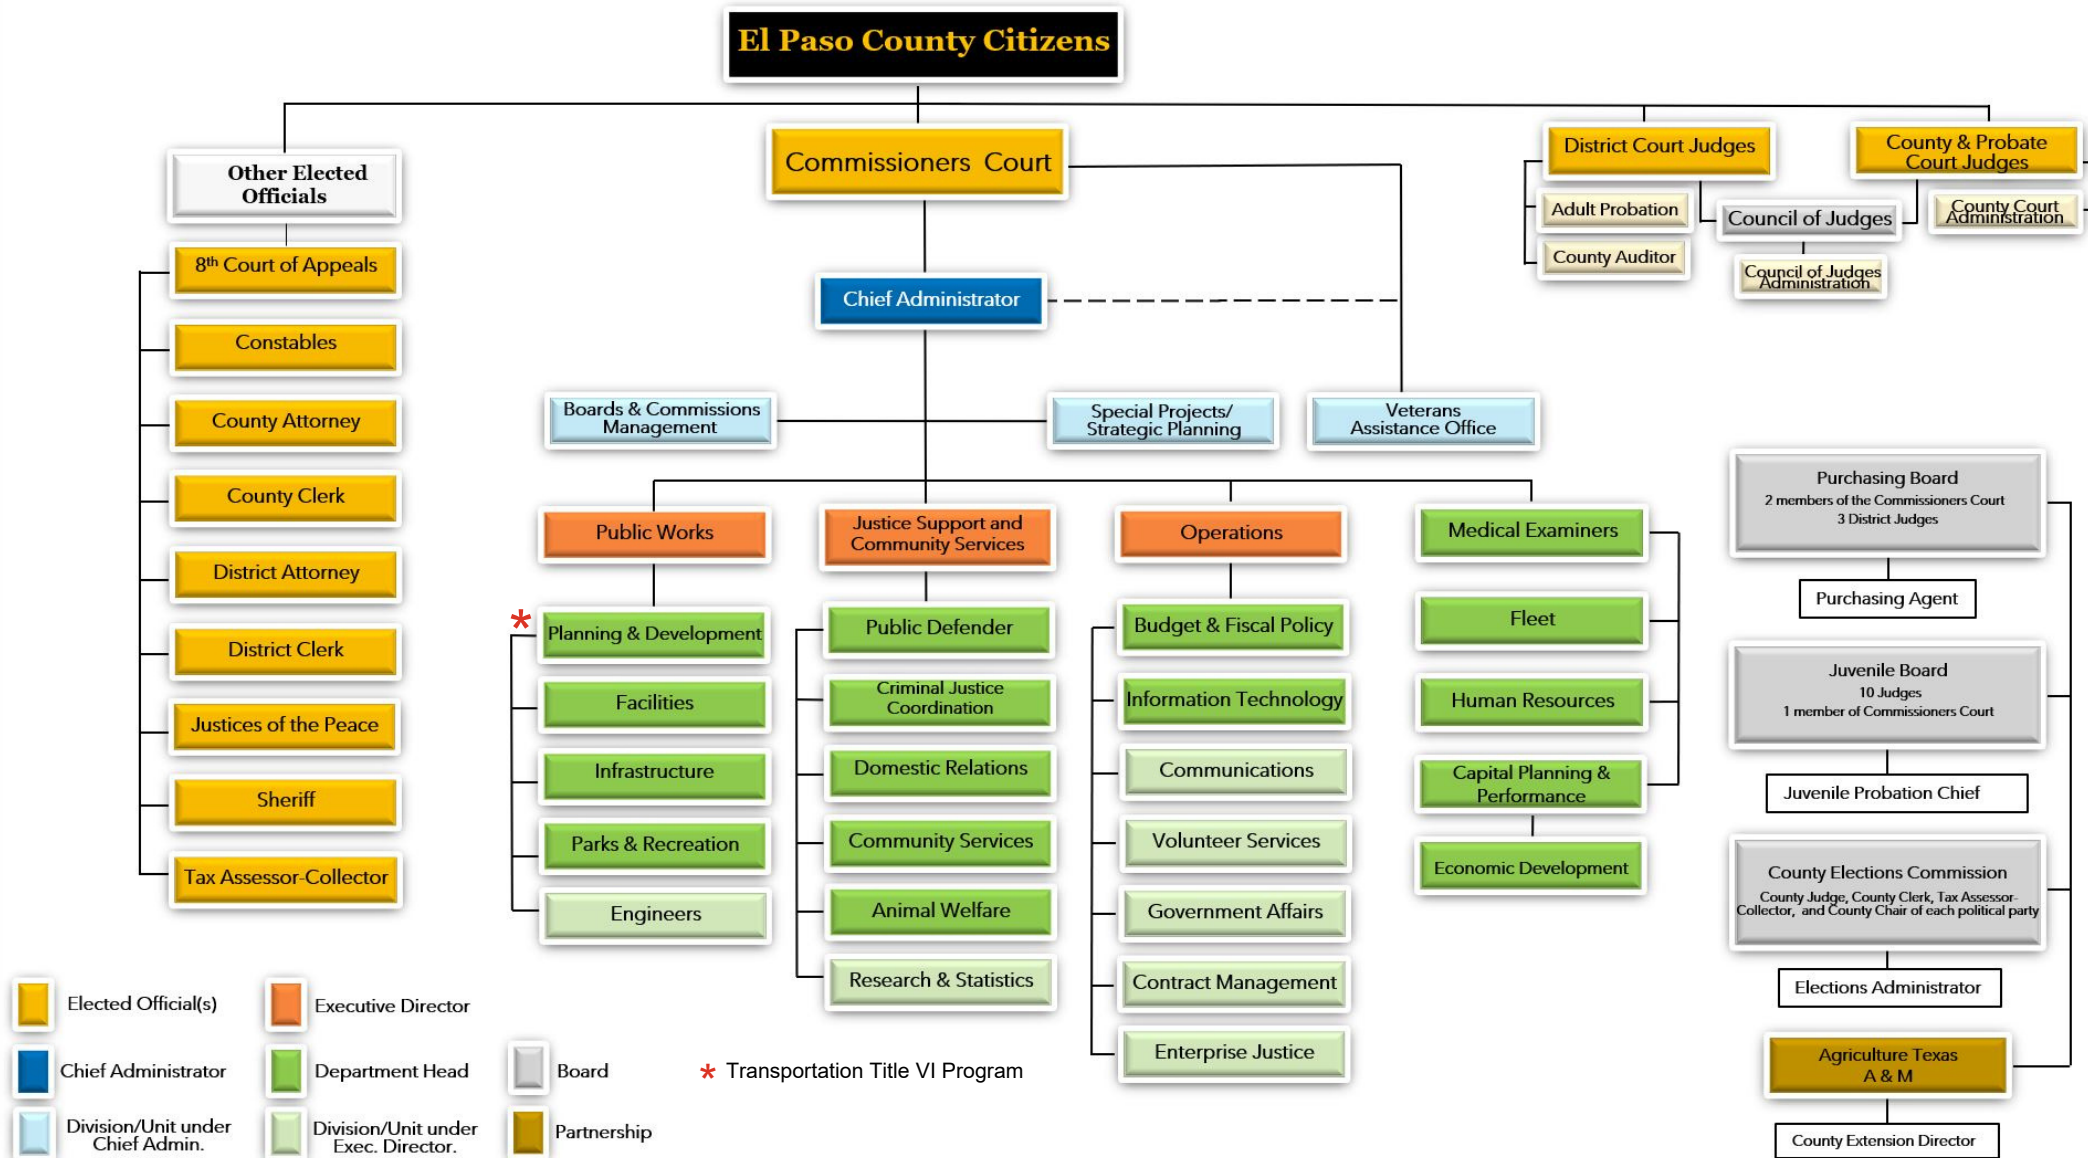 El Paso County Citizens
Other Elected
Officials
8th Court of Appeals
Constables
County Attorney
County Clerk
District Attorney
District Clerk
Justices of the Peace
Sheriff
Tax Assessor-Collector
Commissioners Court
Chief Administrator
Boards & Commissions
Management
Special Projects/
Strategic Planning
Veterans
Assistance Office
Public Works
* Planning & Development
Facilities
Infrastructure
Parks & Recreation
Engineers
Justice Support and
Community Services
Public Defender
Criminal Justice
Coordination
Domestic Relations
Community Services
Animal Welfare
Research & Statistics
Operations
Budget & Fiscal Policy
Information Technology
Communications
Volunteer Services
Government Affairs
Contract Management
Enterprise Justice
Medical Examiners
Fleet
Human Resources
Capital Planning &
Performance
Economic Development
District Court Judges
Adult Probation
County Auditor
Council of Judges
Council of Judges
Administration
County & Probate
Court Judges
County Court
Administration
Purchasing Board
2 members of the Commissioners Court
3 District Judges
Purchasing Agent
Juvenile Board
10 Judges
1 member of Commissioners Court
Juvenile Probation Chief
County Elections Commission
County Judge, County Clerk, Tax Assessor-
Collector, and County Chair of each political party
Elections Administrator
Agriculture Texas
A & M
County Extension Director
Elected Official(s)
Executive Director
Chief Administrator
Department Head
Board
* Transportation Title VI Program
Division/Unit under
Chief Admin.
Division/Unit under
Exec. Director.
Partnership